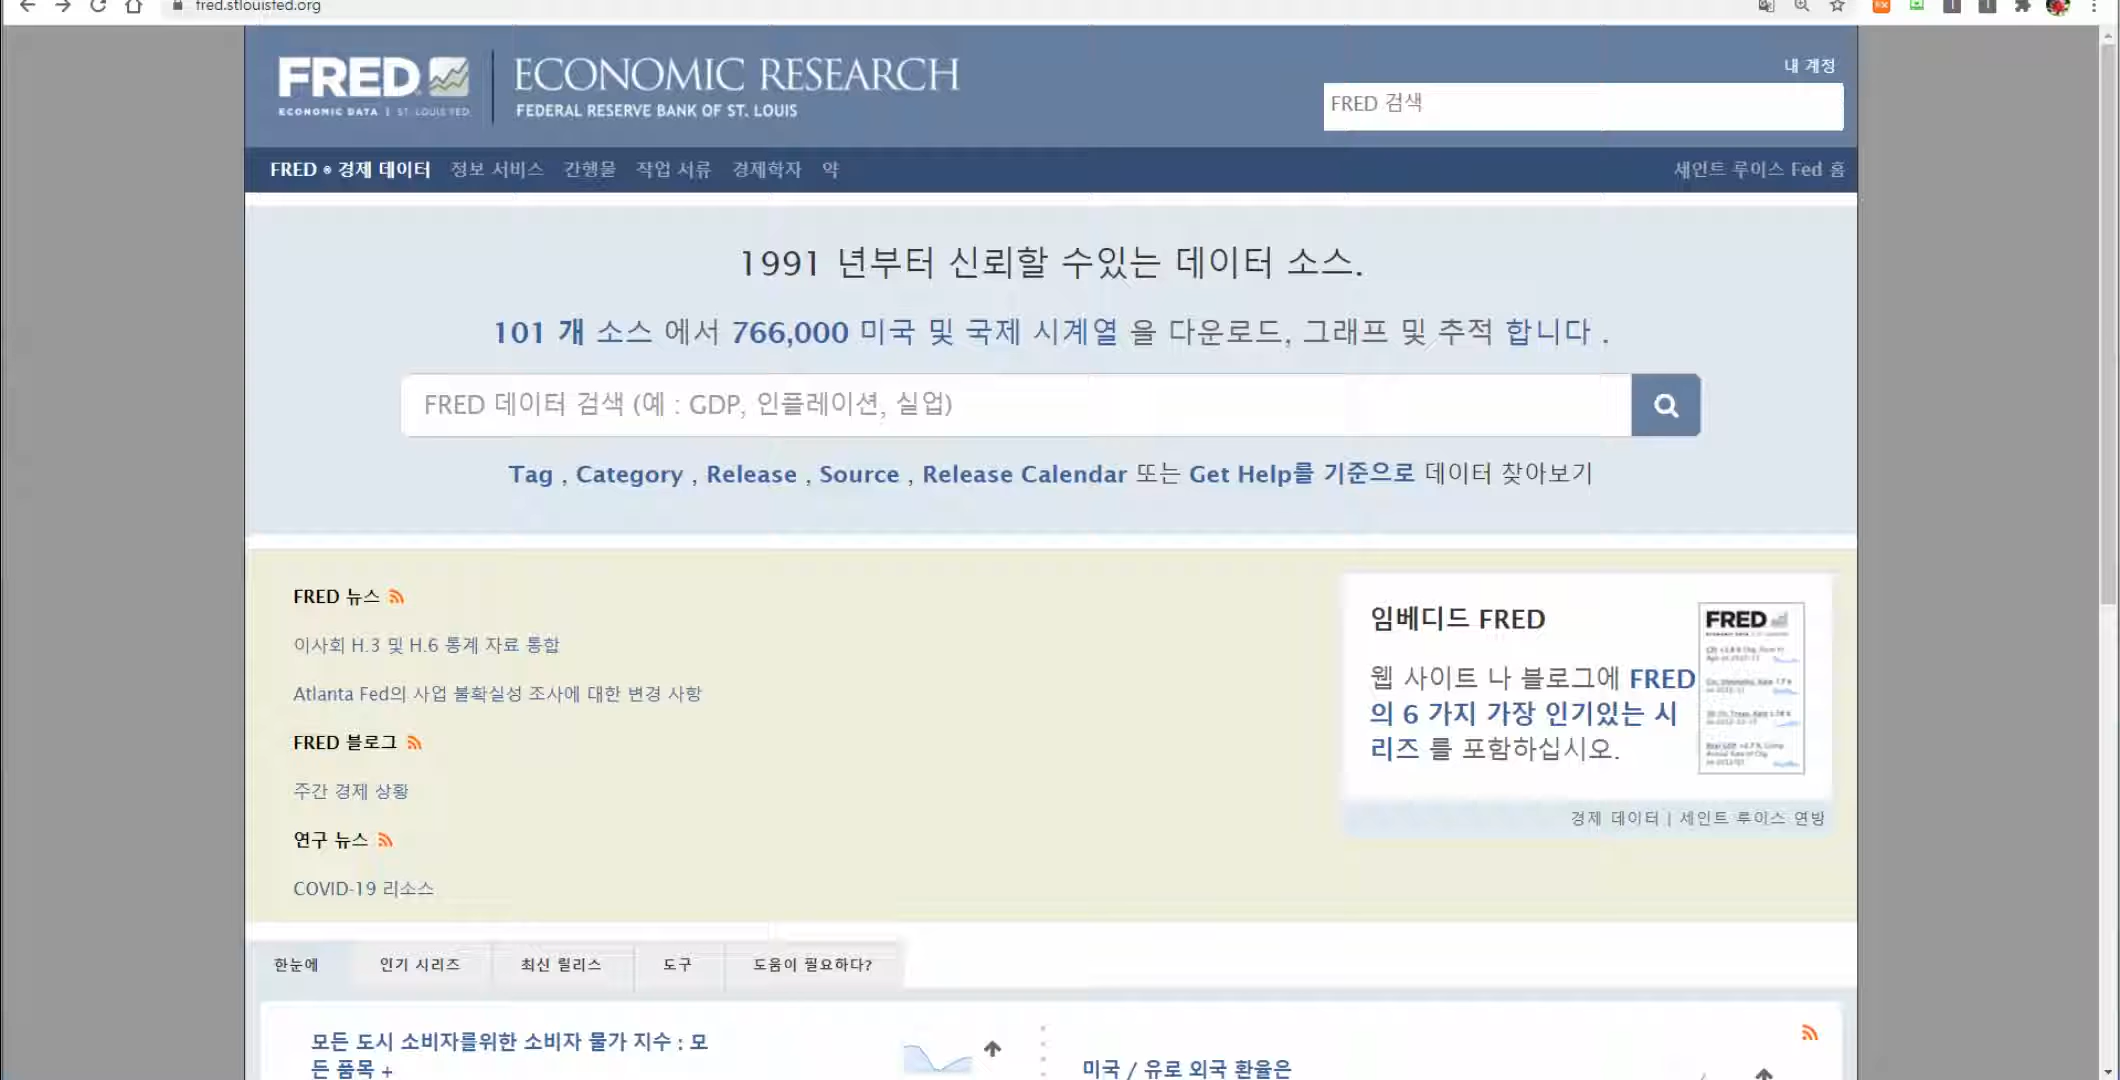 fred.stlouisfed.org
FRED
ECONOMIC DATA | ST. LOUIS FED
ECONOMIC RESEARCH
FEDERAL RESERVE BANK OF ST. LOUIS
내 계정
FRED 검색
FRED ® 경제 데이터 정보 서비스 간행물 작업 서류 경제학자 약
세인트 루이스 Fed 홈
1991 년부터 신뢰할 수있는 데이터 소스.
101 개 소스 에서 766,000 미국 및 국제 시계열 을 다운로드, 그래프 및 추적 합니다 .
FRED 데이터 검색 (예 : GDP, 인플레이션, 실업)
Tag , Category , Release , Source , Release Calendar 또는 Get Help를 기준으로 데이터 찾아보기
FRED 뉴스
이사회 H.3 및 H.6 통계 자료 통합
Atlanta Fed의 사업 불확실성 조사에 대한 변경 사항
FRED 블로그
주간 경제 상황
연구 뉴스
COVID-19 리소스
임베디드 FRED
웹 사이트 나 블로그에 FRED
의 6 가지 가장 인기있는 시
리즈 를 포함하십시오.
FRED
경제 데이터 | 세인트 루이스 연방
한눈에 인기 시리즈 최신 릴리스 도구 도움이 필요하다?
모든 도시 소비자를위한 소비자 물가 지수 : 모
든 품목 +
미국 / 유로 외국 환율은